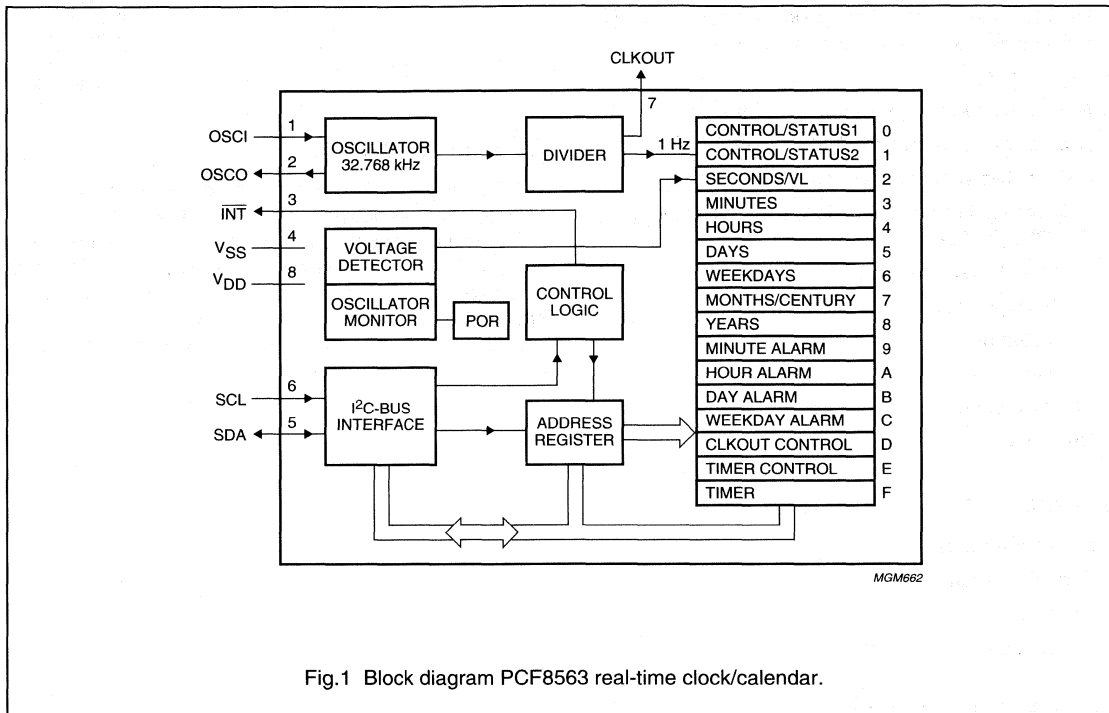 CLKOUT
7
OSCI
1
OSCILLATOR
32.768 kHz
DIVIDER
1 Hz
OSCO
2
INT
3
VSS
4
VDD
8
VOLTAGE
DETECTOR
OSCILLATOR
MONITOR
POR
CONTROL
LOGIC
SCL
6
SDA
5
I²C-BUS
INTERFACE
ADDRESS
REGISTER
CONTROL/STATUS1 0
CONTROL/STATUS2 1
SECONDS/VL 2
MINUTES 3
HOURS 4
DAYS 5
WEEKDAYS 6
MONTHS/CENTURY 7
YEARS 8
MINUTE ALARM 9
HOUR ALARM A
DAY ALARM B
WEEKDAY ALARM C
CLKOUT CONTROL D
TIMER CONTROL E
TIMER F
MGM662
Fig.1 Block diagram PCF8563 real-time clock/calendar.